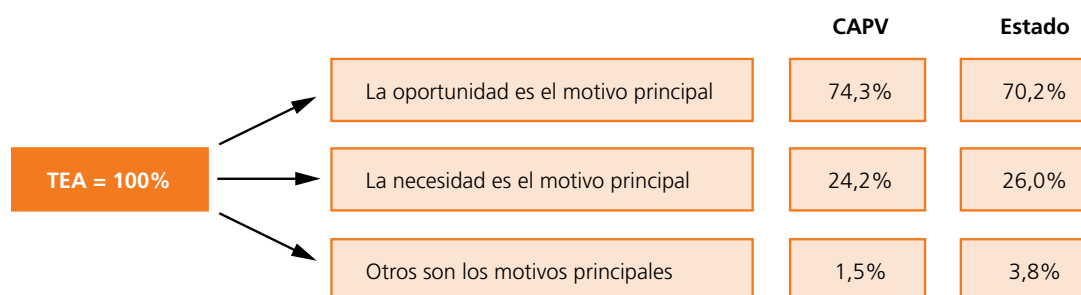 CAPV Estado
La oportunidad es el motivo principal 74,3% 70,2%
TEA = 100% La necesidad es el motivo principal 24,2% 26,0%
Otros son los motivos principales 1,5% 3,8%